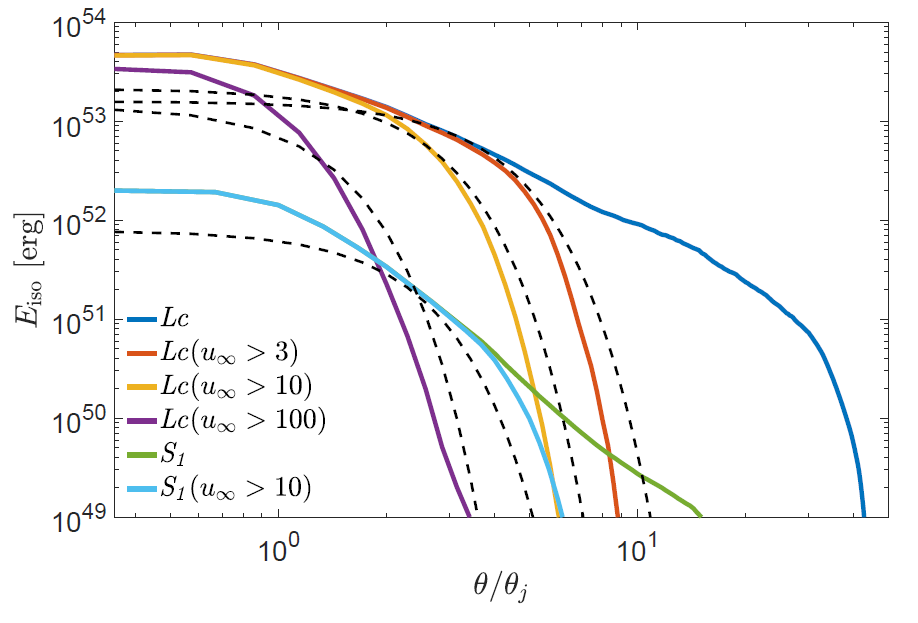 10^54
10^53
10^52
10^51
10^50
10^49
E_iso [erg]
Lc
Lc(u_∞ > 3)
Lc(u_∞ > 10)
Lc(u_∞ > 100)
S_1
S_1(u_∞ > 10)
10^0 10^1
θ/θ_j